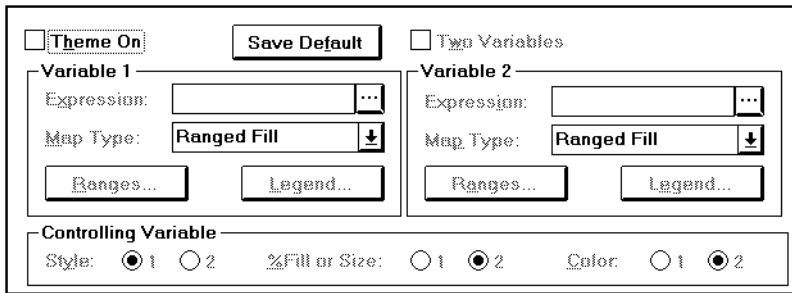 Theme On Save Default Two Variables
Variable 1
Expression: ...
Map Type: Ranged Fill
Ranges... Legend...
Variable 2
Expression: ...
Map Type: Ranged Fill
Ranges... Legend...
Controlling Variable
Style: 1 2 %Fill or Size: 1 2 Color: 1 2